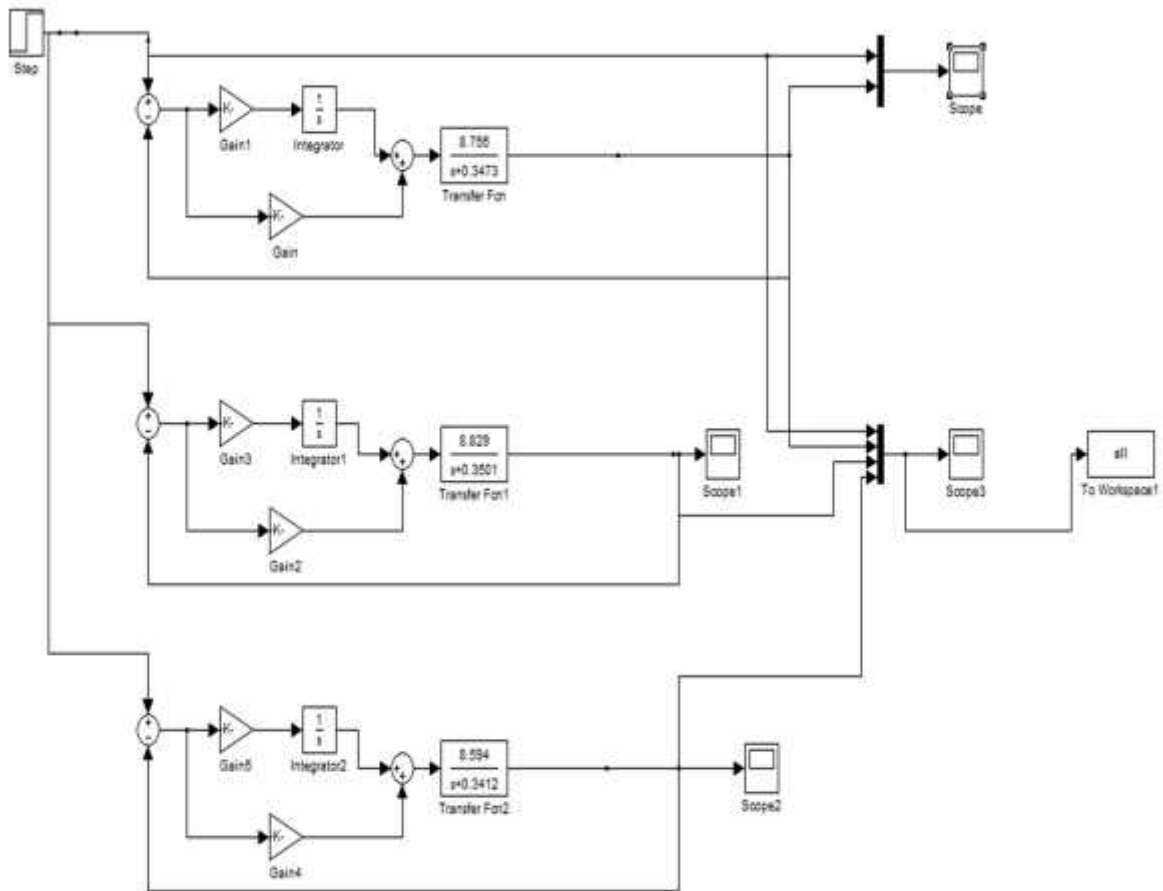 Step
+
-
K-
Gain1
1
s
Integrator
+
+
8.756
s+0.3473
Transfer Fcn
K-
Gain
Scope
+
-
K-
Gain3
1
s
Integrator1
+
+
8.829
s+0.3501
Transfer Fcn1
K-
Gain2
Scope1
Scope3
all
To Workspace1
+
-
K-
Gain5
1
s
Integrator2
+
+
8.594
s+0.3412
Transfer Fcn2
K-
Gain4
Scope2